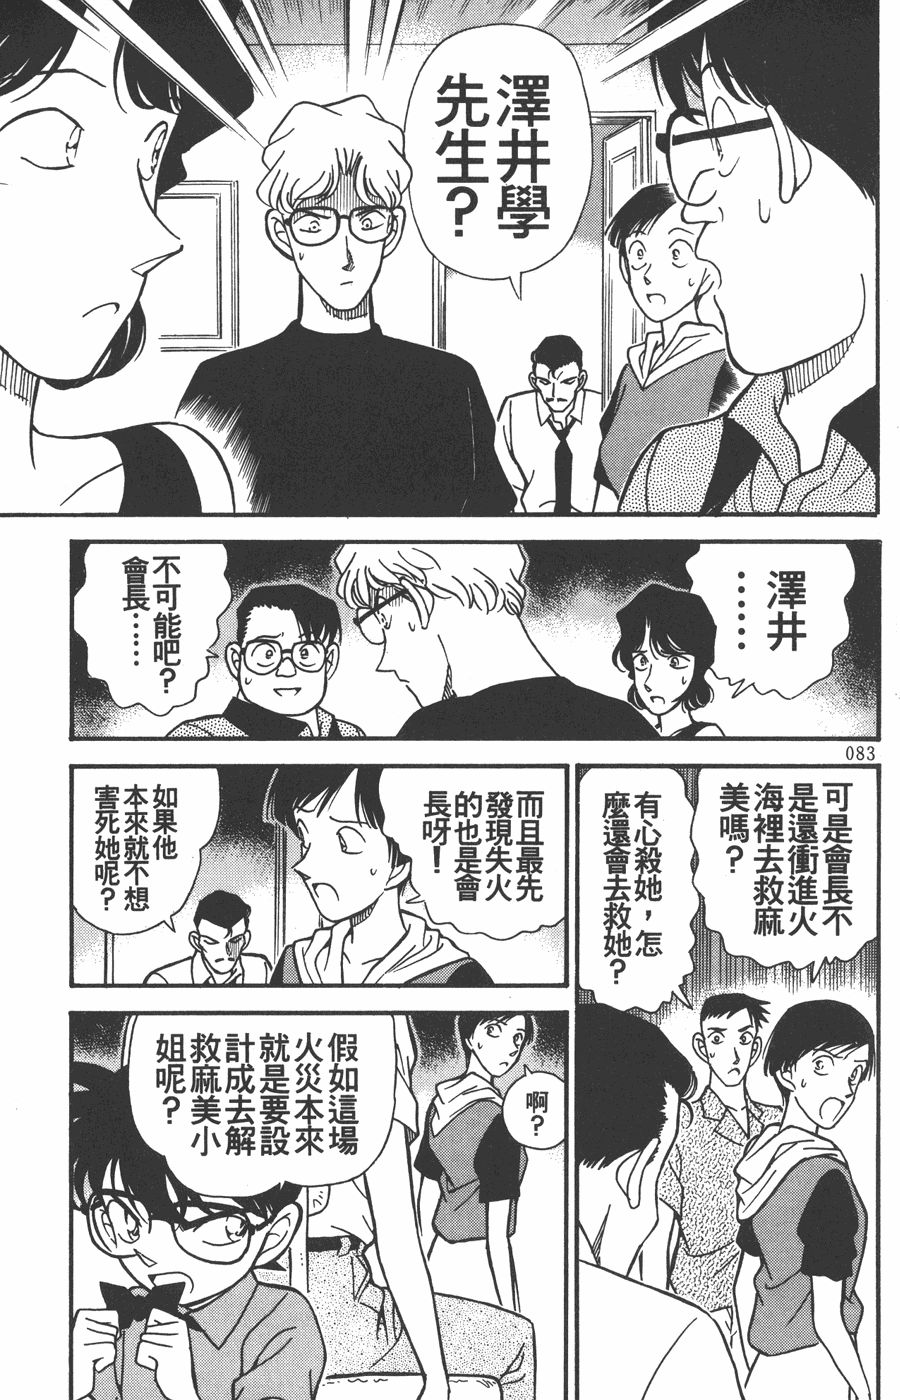 澤井學
先生?
澤井
⋯⋯
不可能吧?
會長⋯⋯
083
可是會長不
是還衝進火
海裡去救麻
美嗎?
有心殺她,怎
麼還會去救她?
而且最先
發現失火
的也是會
長呀!
如果他
本來就不想
害死她呢?
啊?
假如這場
火災本來
就是要設
計成去解
救麻美小
姐呢?